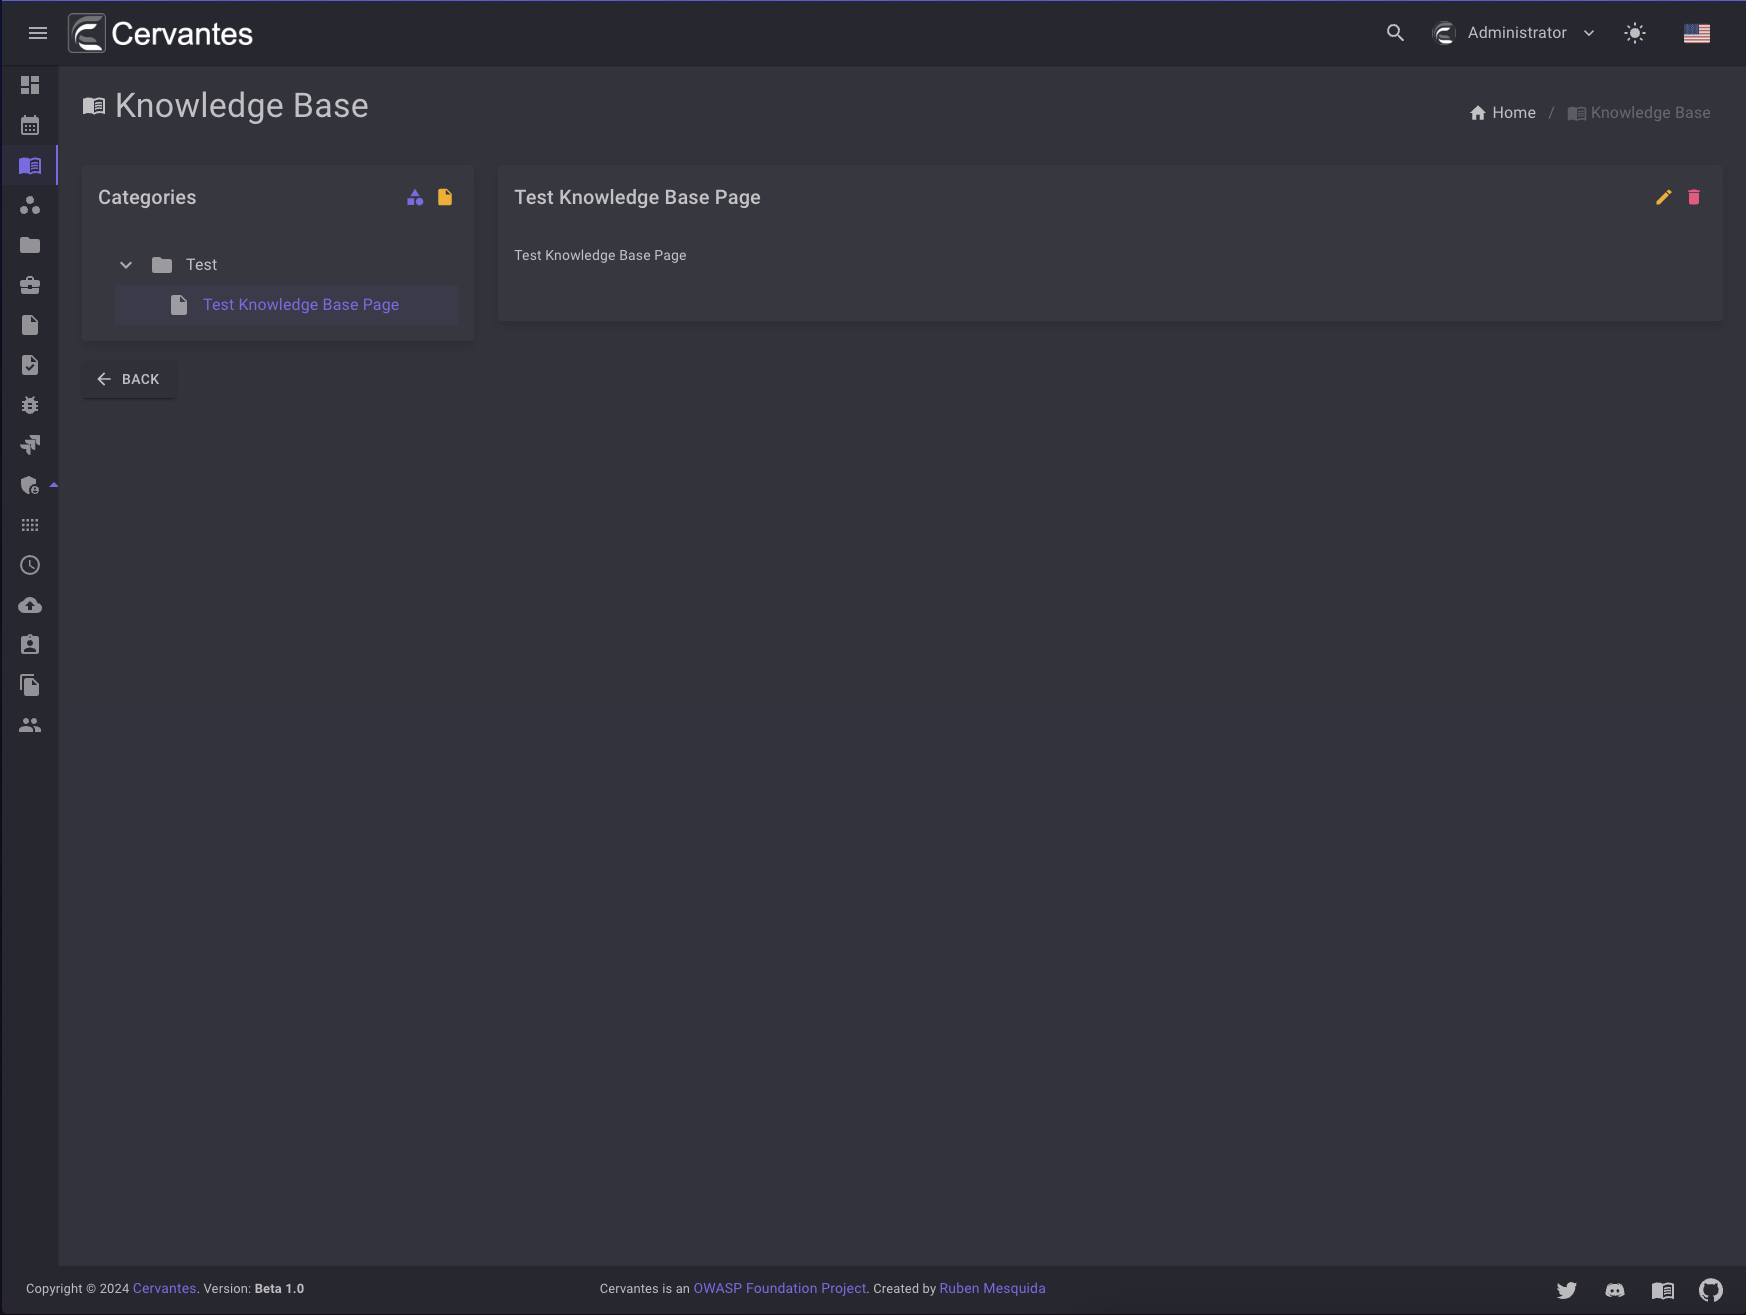 Cervantes
Administrator
Knowledge Base
Home / Knowledge Base
Categories
Test
Test Knowledge Base Page
Test Knowledge Base Page
Test Knowledge Base Page
BACK
Copyright © 2024 Cervantes. Version: Beta 1.0
Cervantes is an OWASP Foundation Project. Created by Ruben Mesquida